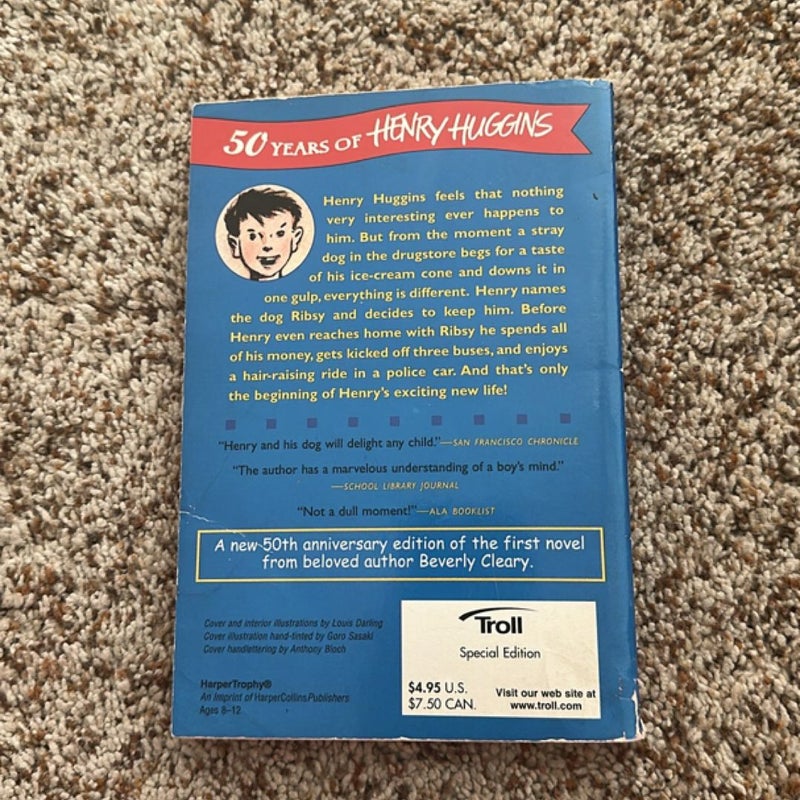 50 YEARS OF HENRY HUGGINS
Henry Huggins feels that nothing
very interesting ever happens to
him. But from the moment a stray
dog in the drugstore begs for a taste
of his ice-cream cone and downs it in
one gulp, everything is different. Henry names
the dog Ribsy and decides to keep him. Before
Henry even reaches home with Ribsy he spends all
of his money, gets kicked off three buses, and enjoys
a hair-raising ride in a police car. And that's only
the beginning of Henry's exciting new life!
"Henry and his dog will delight any child."—SAN FRANCISCO CHRONICLE
"The author has a marvelous understanding of a boy's mind."
—SCHOOL LIBRARY JOURNAL
"Not a dull moment!"—ALA BOOKLIST
A new 50th anniversary edition of the first novel
from beloved author Beverly Cleary.
Cover and interior illustrations by Louis Darling
Cover illustration hand-tinted by Goro Sasaki
Cover handlettering by Anthony Bloch
HarperTrophy®
An Imprint of HarperCollinsPublishers
Ages 8–12
Troll
Special Edition
$4.95 U.S.
$7.50 CAN.
Visit our web site at
www.troll.com